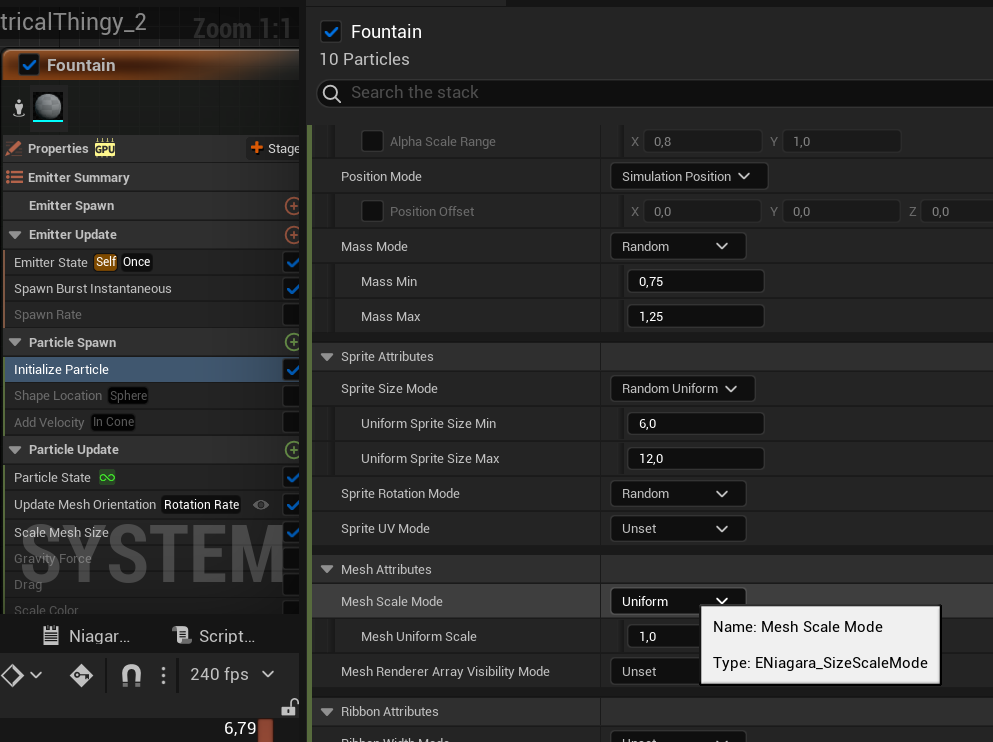 tricalThingy_2
Zoom 1:1
Fountain
Properties GPU
Stage
Emitter Summary
Emitter Spawn
Emitter Update
Emitter State Self Once
Spawn Burst Instantaneous
Spawn Rate
Particle Spawn
Initialize Particle
Shape Location Sphere
Add Velocity In Cone
Particle Update
Particle State
Update Mesh Orientation Rotation Rate
Scale Mesh Size
SYSTEM
Gravity Force
Drag
Scale Color
Niagar...
Script...
240 fps
6,79
Fountain
10 Particles
Search the stack
Alpha Scale Range X 0,8 Y 1,0
Position Mode Simulation Position
Position Offset X 0,0 Y 0,0 Z 0,0
Mass Mode Random
Mass Min 0,75
Mass Max 1,25
Sprite Attributes
Sprite Size Mode Random Uniform
Uniform Sprite Size Min 6,0
Uniform Sprite Size Max 12,0
Sprite Rotation Mode Random
Sprite UV Mode Unset
Mesh Attributes
Mesh Scale Mode Uniform
Mesh Uniform Scale 1,0
Mesh Renderer Array Visibility Mode Unset
Name: Mesh Scale Mode
Type: ENiagara_SizeScaleMode
Ribbon Attributes
Ribbon Width Mode Unset